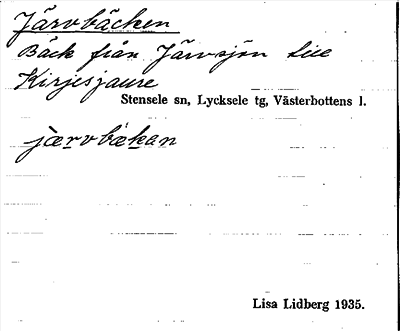 Järvbäcken
Bäck från Järvsjön till
Kirjesjaure
Stensele sn, Lycksele tg, Västerbottens l.
jærvbækan
Lisa Lidberg 1935.